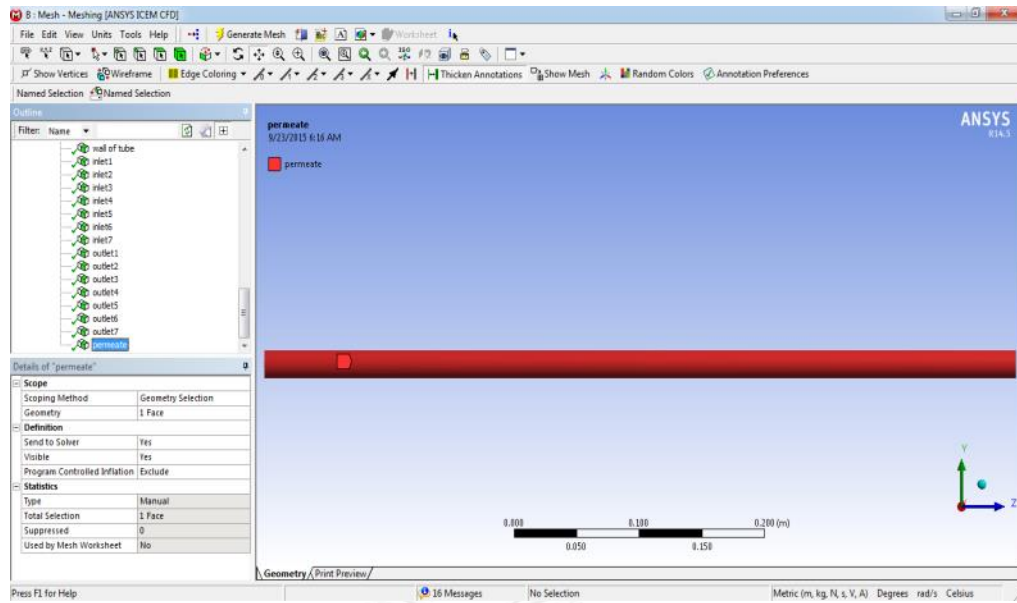 B : Mesh - Meshing [ANSYS ICEM CFD]
File Edit View Units Tools Help Generate Mesh Worksheet
Show Vertices Wireframe Edge Coloring Thicken Annotations Show Mesh Random Colors Annotation Preferences
Named Selection Named Selection
Outline
Filter: Name
wall of tube
inlet1
inlet2
inlet3
inlet4
inlet5
inlet6
inlet7
outlet1
outlet2
outlet3
outlet4
outlet5
outlet6
outlet7
permeate
Details of "permeate"
Scope
Scoping Method Geometry Selection
Geometry 1 Face
Definition
Send to Solver Yes
Visible Yes
Program Controlled Inflation Exclude
Statistics
Type Manual
Total Selection 1 Face
Suppressed 0
Used by Mesh Worksheet No
permeate
9/23/2015 6:16 AM
permeate
ANSYS
R14.5
Y
Z
0.000 0.100 0.200 (m)
0.050 0.150
Geometry Print Preview
Press F1 for Help 16 Messages No Selection Metric (m, kg, N, s, V, A) Degrees rad/s Celsius